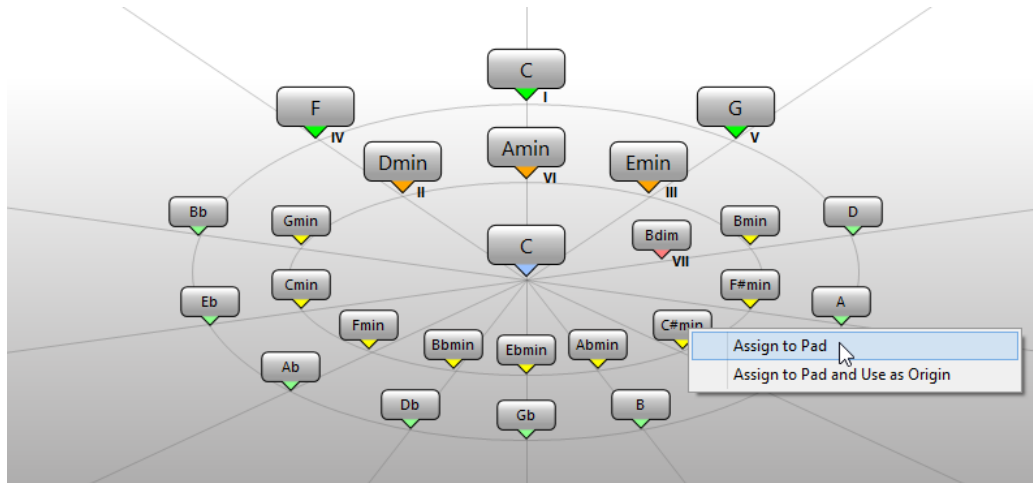 C
I
F
IV
G
V
Dmin
II
Amin
VI
Emin
III
Bb
Gmin
C
Bdim
VII
Bmin
D
Eb
Cmin
F#min
A
Fmin
Bbmin
Ebmin
Abmin
C#min
Assign to Pad
Assign to Pad and Use as Origin
Ab
Db
Gb
B